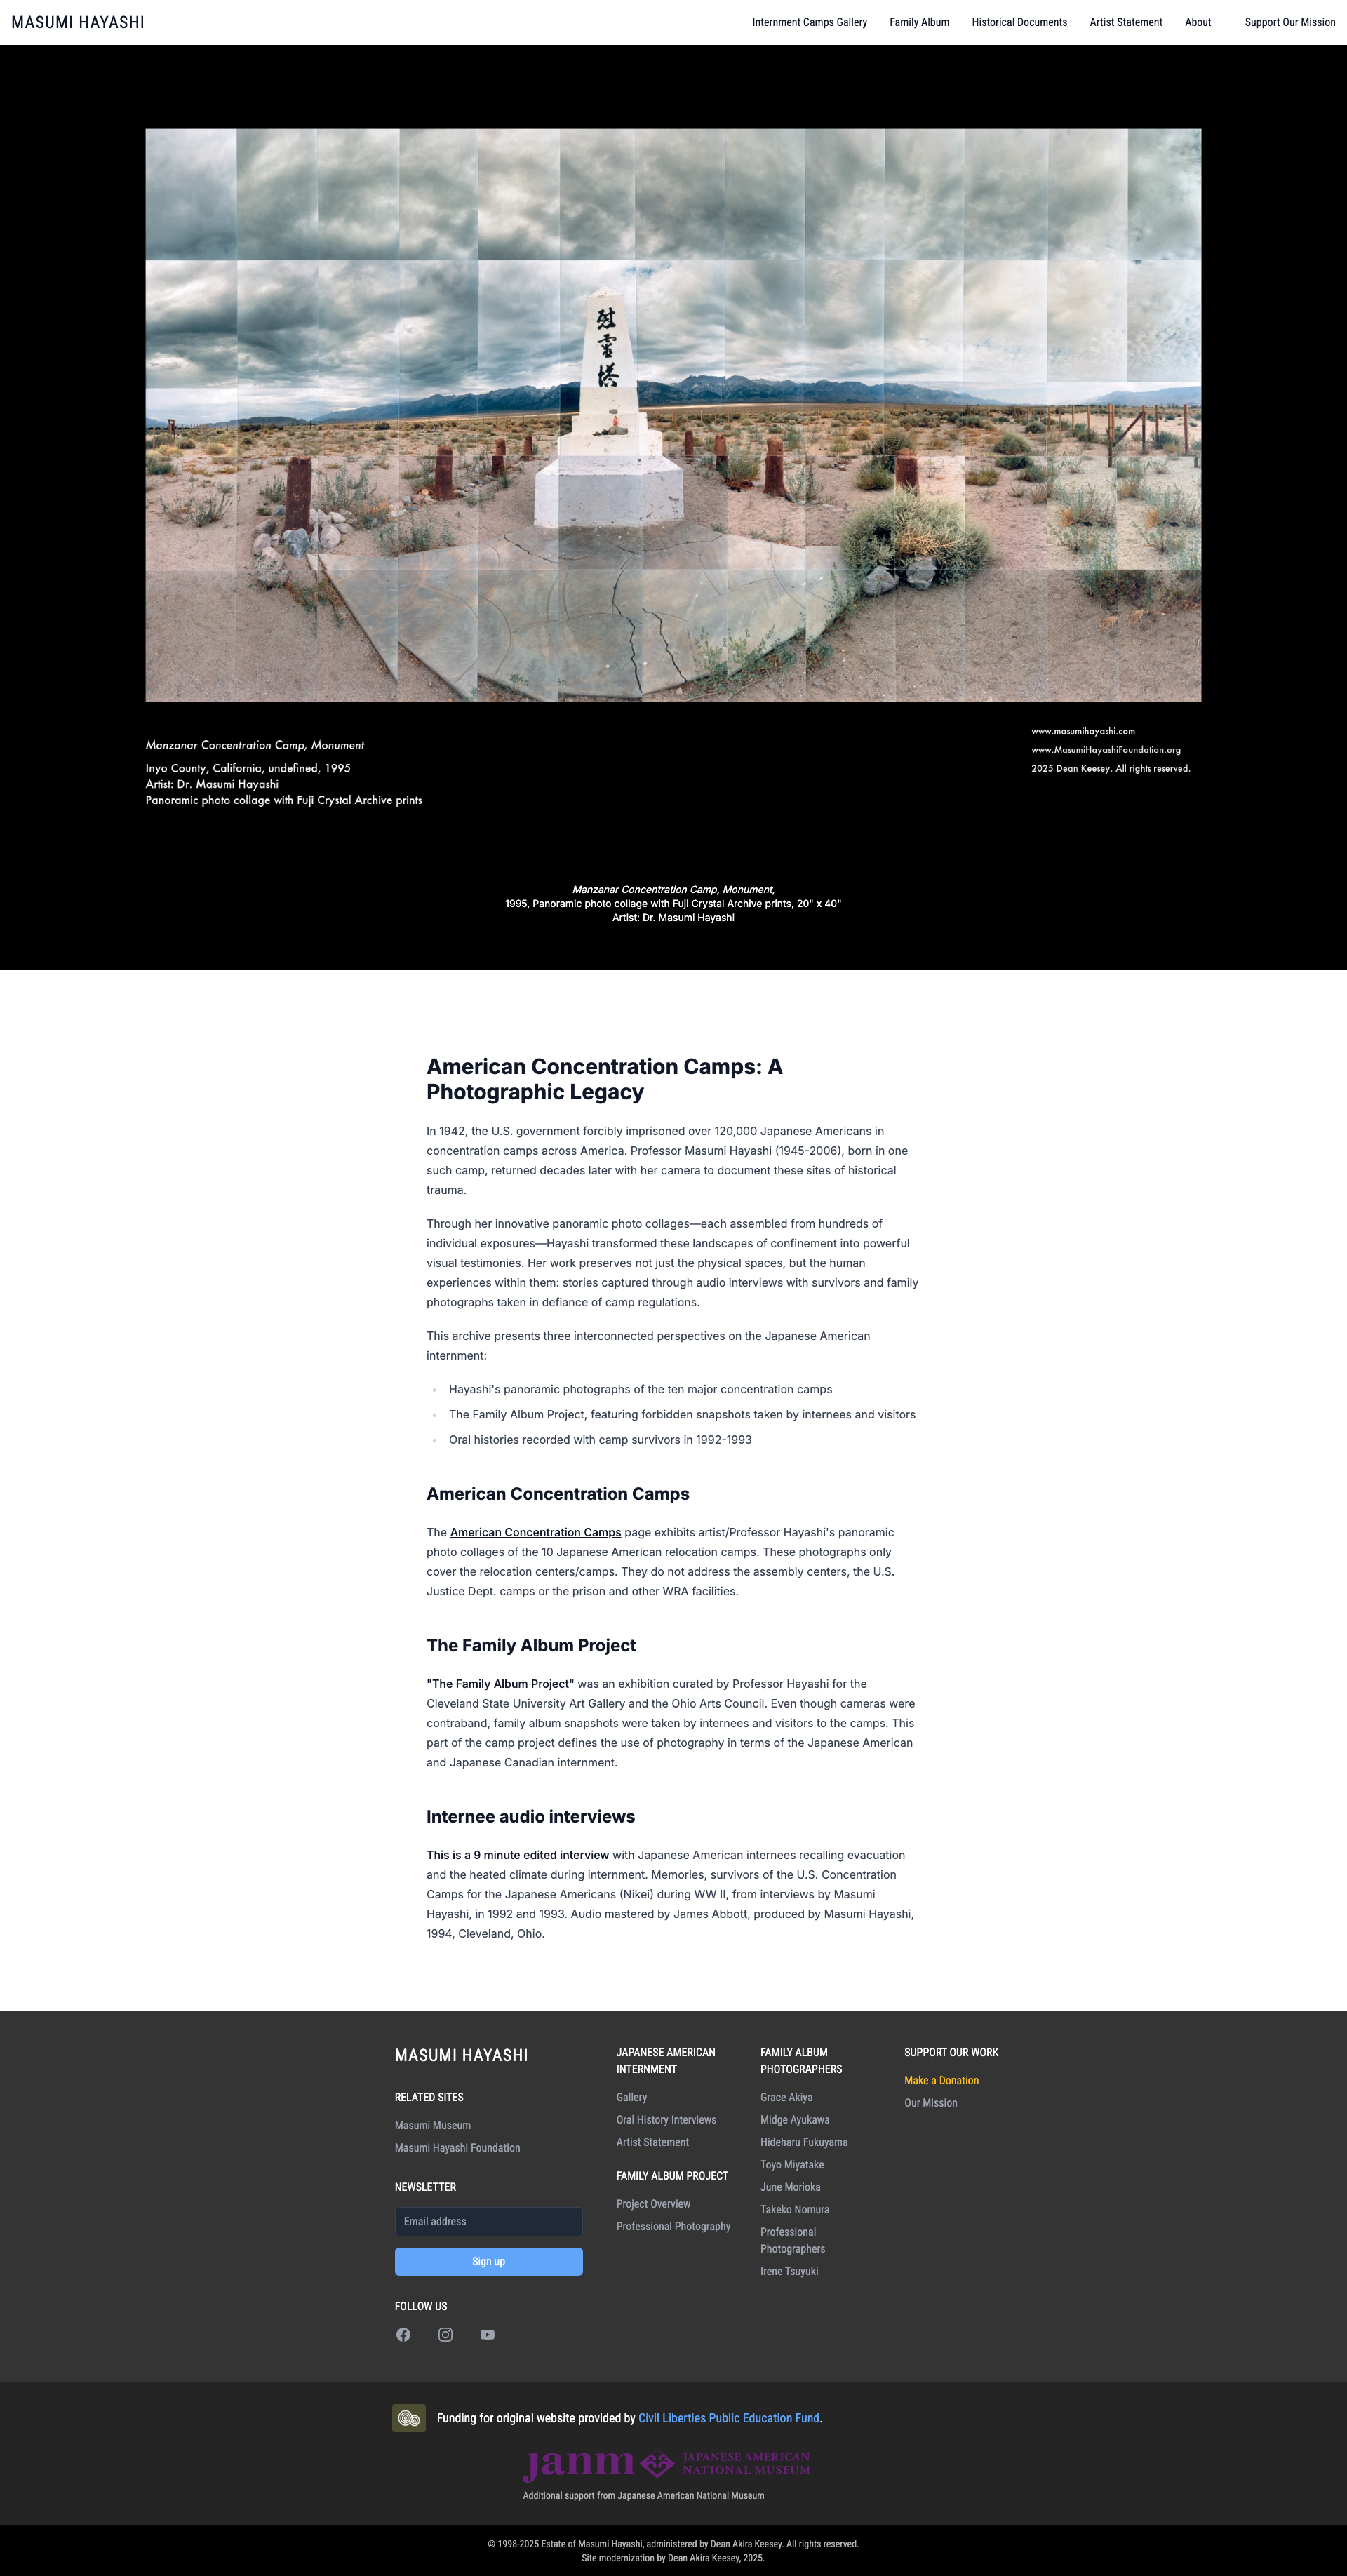 MASUMI HAYASHI
Internment Camps Gallery
Family Album
Historical Documents
Artist Statement
About
Support Our Mission
慰
霊
塔
Manzanar Concentration Camp, Monument
Inyo County, California, undefined, 1995
Artist: Dr. Masumi Hayashi
Panoramic photo collage with Fuji Crystal Archive prints
www.masumihayashi.com
www.MasumiHayashiFoundation.org
2025 Dean Keesey. All rights reserved.
Manzanar Concentration Camp, Monument,
1995, Panoramic photo collage with Fuji Crystal Archive prints, 20" x 40"
Artist: Dr. Masumi Hayashi
American Concentration Camps: A
Photographic Legacy
In 1942, the U.S. government forcibly imprisoned over 120,000 Japanese Americans in
concentration camps across America. Professor Masumi Hayashi (1945-2006), born in one
such camp, returned decades later with her camera to document these sites of historical
trauma.
Through her innovative panoramic photo collages—each assembled from hundreds of
individual exposures—Hayashi transformed these landscapes of confinement into powerful
visual testimonies. Her work preserves not just the physical spaces, but the human
experiences within them: stories captured through audio interviews with survivors and family
photographs taken in defiance of camp regulations.
This archive presents three interconnected perspectives on the Japanese American
internment:
Hayashi's panoramic photographs of the ten major concentration camps
The Family Album Project, featuring forbidden snapshots taken by internees and visitors
Oral histories recorded with camp survivors in 1992-1993
American Concentration Camps
The American Concentration Camps page exhibits artist/Professor Hayashi's panoramic
photo collages of the 10 Japanese American relocation camps. These photographs only
cover the relocation centers/camps. They do not address the assembly centers, the U.S.
Justice Dept. camps or the prison and other WRA facilities.
The Family Album Project
"The Family Album Project" was an exhibition curated by Professor Hayashi for the
Cleveland State University Art Gallery and the Ohio Arts Council. Even though cameras were
contraband, family album snapshots were taken by internees and visitors to the camps. This
part of the camp project defines the use of photography in terms of the Japanese American
and Japanese Canadian internment.
Internee audio interviews
This is a 9 minute edited interview with Japanese American internees recalling evacuation
and the heated climate during internment. Memories, survivors of the U.S. Concentration
Camps for the Japanese Americans (Nikei) during WW II, from interviews by Masumi
Hayashi, in 1992 and 1993. Audio mastered by James Abbott, produced by Masumi Hayashi,
1994, Cleveland, Ohio.
MASUMI HAYASHI
RELATED SITES
Masumi Museum
Masumi Hayashi Foundation
NEWSLETTER
Email address
Sign up
FOLLOW US
JAPANESE AMERICAN
INTERNMENT
Gallery
Oral History Interviews
Artist Statement
FAMILY ALBUM PROJECT
Project Overview
Professional Photography
FAMILY ALBUM
PHOTOGRAPHERS
Grace Akiya
Midge Ayukawa
Hideharu Fukuyama
Toyo Miyatake
June Morioka
Takeko Nomura
Professional
Photographers
Irene Tsuyuki
SUPPORT OUR WORK
Make a Donation
Our Mission
Funding for original website provided by Civil Liberties Public Education Fund.
janm JAPANESE AMERICAN
NATIONAL MUSEUM
Additional support from Japanese American National Museum
© 1998-2025 Estate of Masumi Hayashi, administered by Dean Akira Keesey. All rights reserved.
Site modernization by Dean Akira Keesey, 2025.